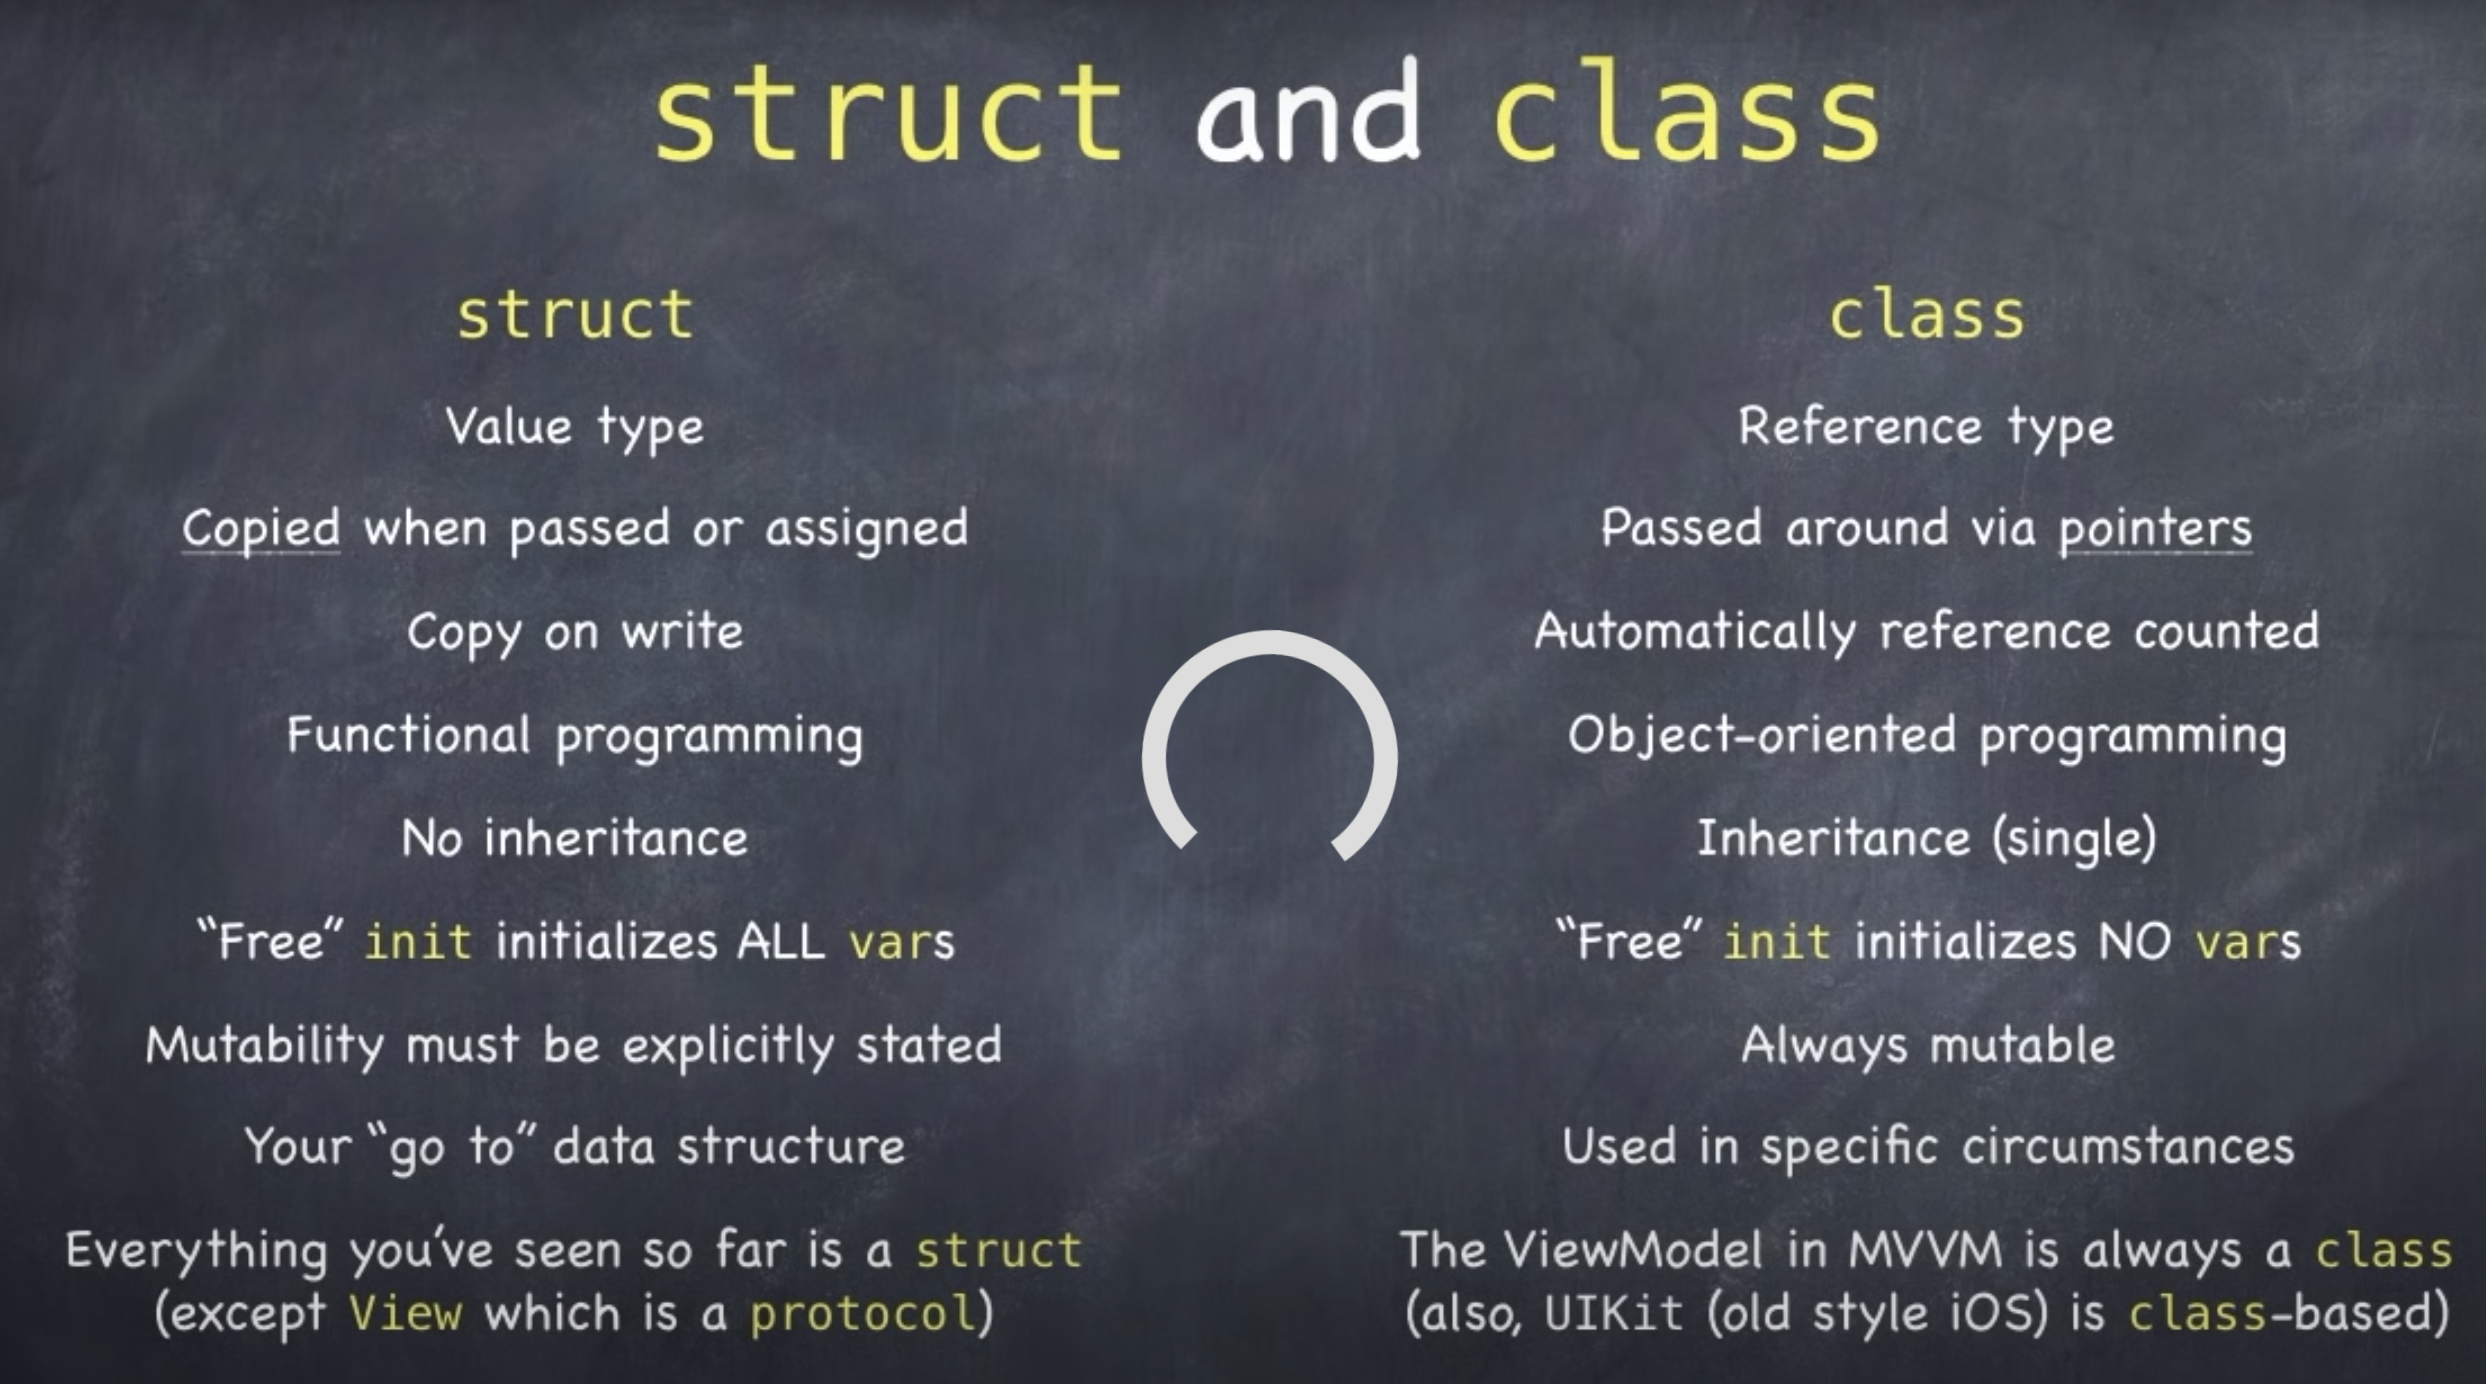 struct and class
struct
Value type
Copied when passed or assigned
Copy on write
Functional programming
No inheritance
“Free” init initializes ALL vars
Mutability must be explicitly stated
Your “go to” data structure
Everything you’ve seen so far is a struct
(except View which is a protocol)
class
Reference type
Passed around via pointers
Automatically reference counted
Object-oriented programming
Inheritance (single)
“Free” init initializes NO vars
Always mutable
Used in specific circumstances
The ViewModel in MVVM is always a class
(also, UIKit (old style iOS) is class-based)